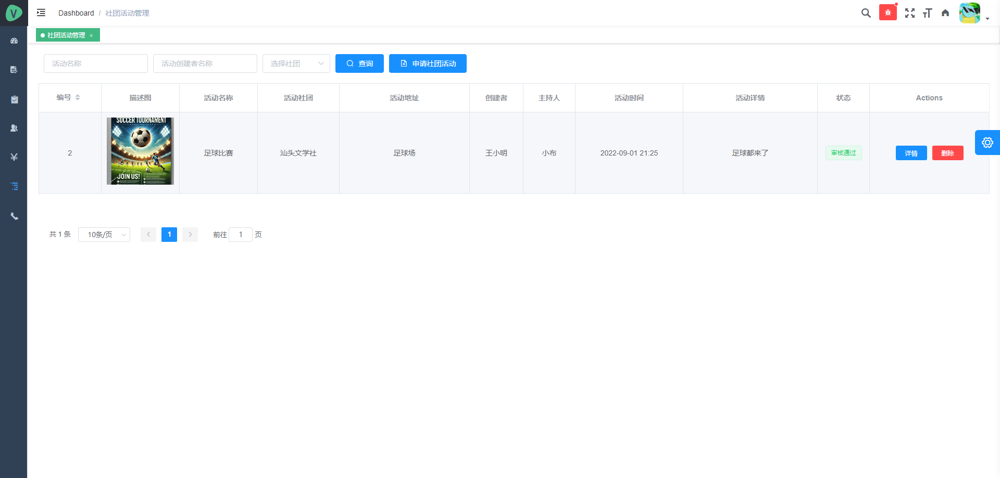 V
Dashboard / 社团活动管理
社团活动管理 ×
活动名称
活动创建者名称
选择社团
查询
申请社团活动
编号 描述图 活动名称 活动社团 活动地址 创建者 主持人 活动时间 活动详情 状态 Actions
SOCCER TOURNAMENT
JOIN US!
2 足球比赛 汕头文学社 足球场 王小明 小布 2022-09-01 21:25 足球都来了 审核通过 详情 删除
共 1 条 10条/页 1 前往 1 页